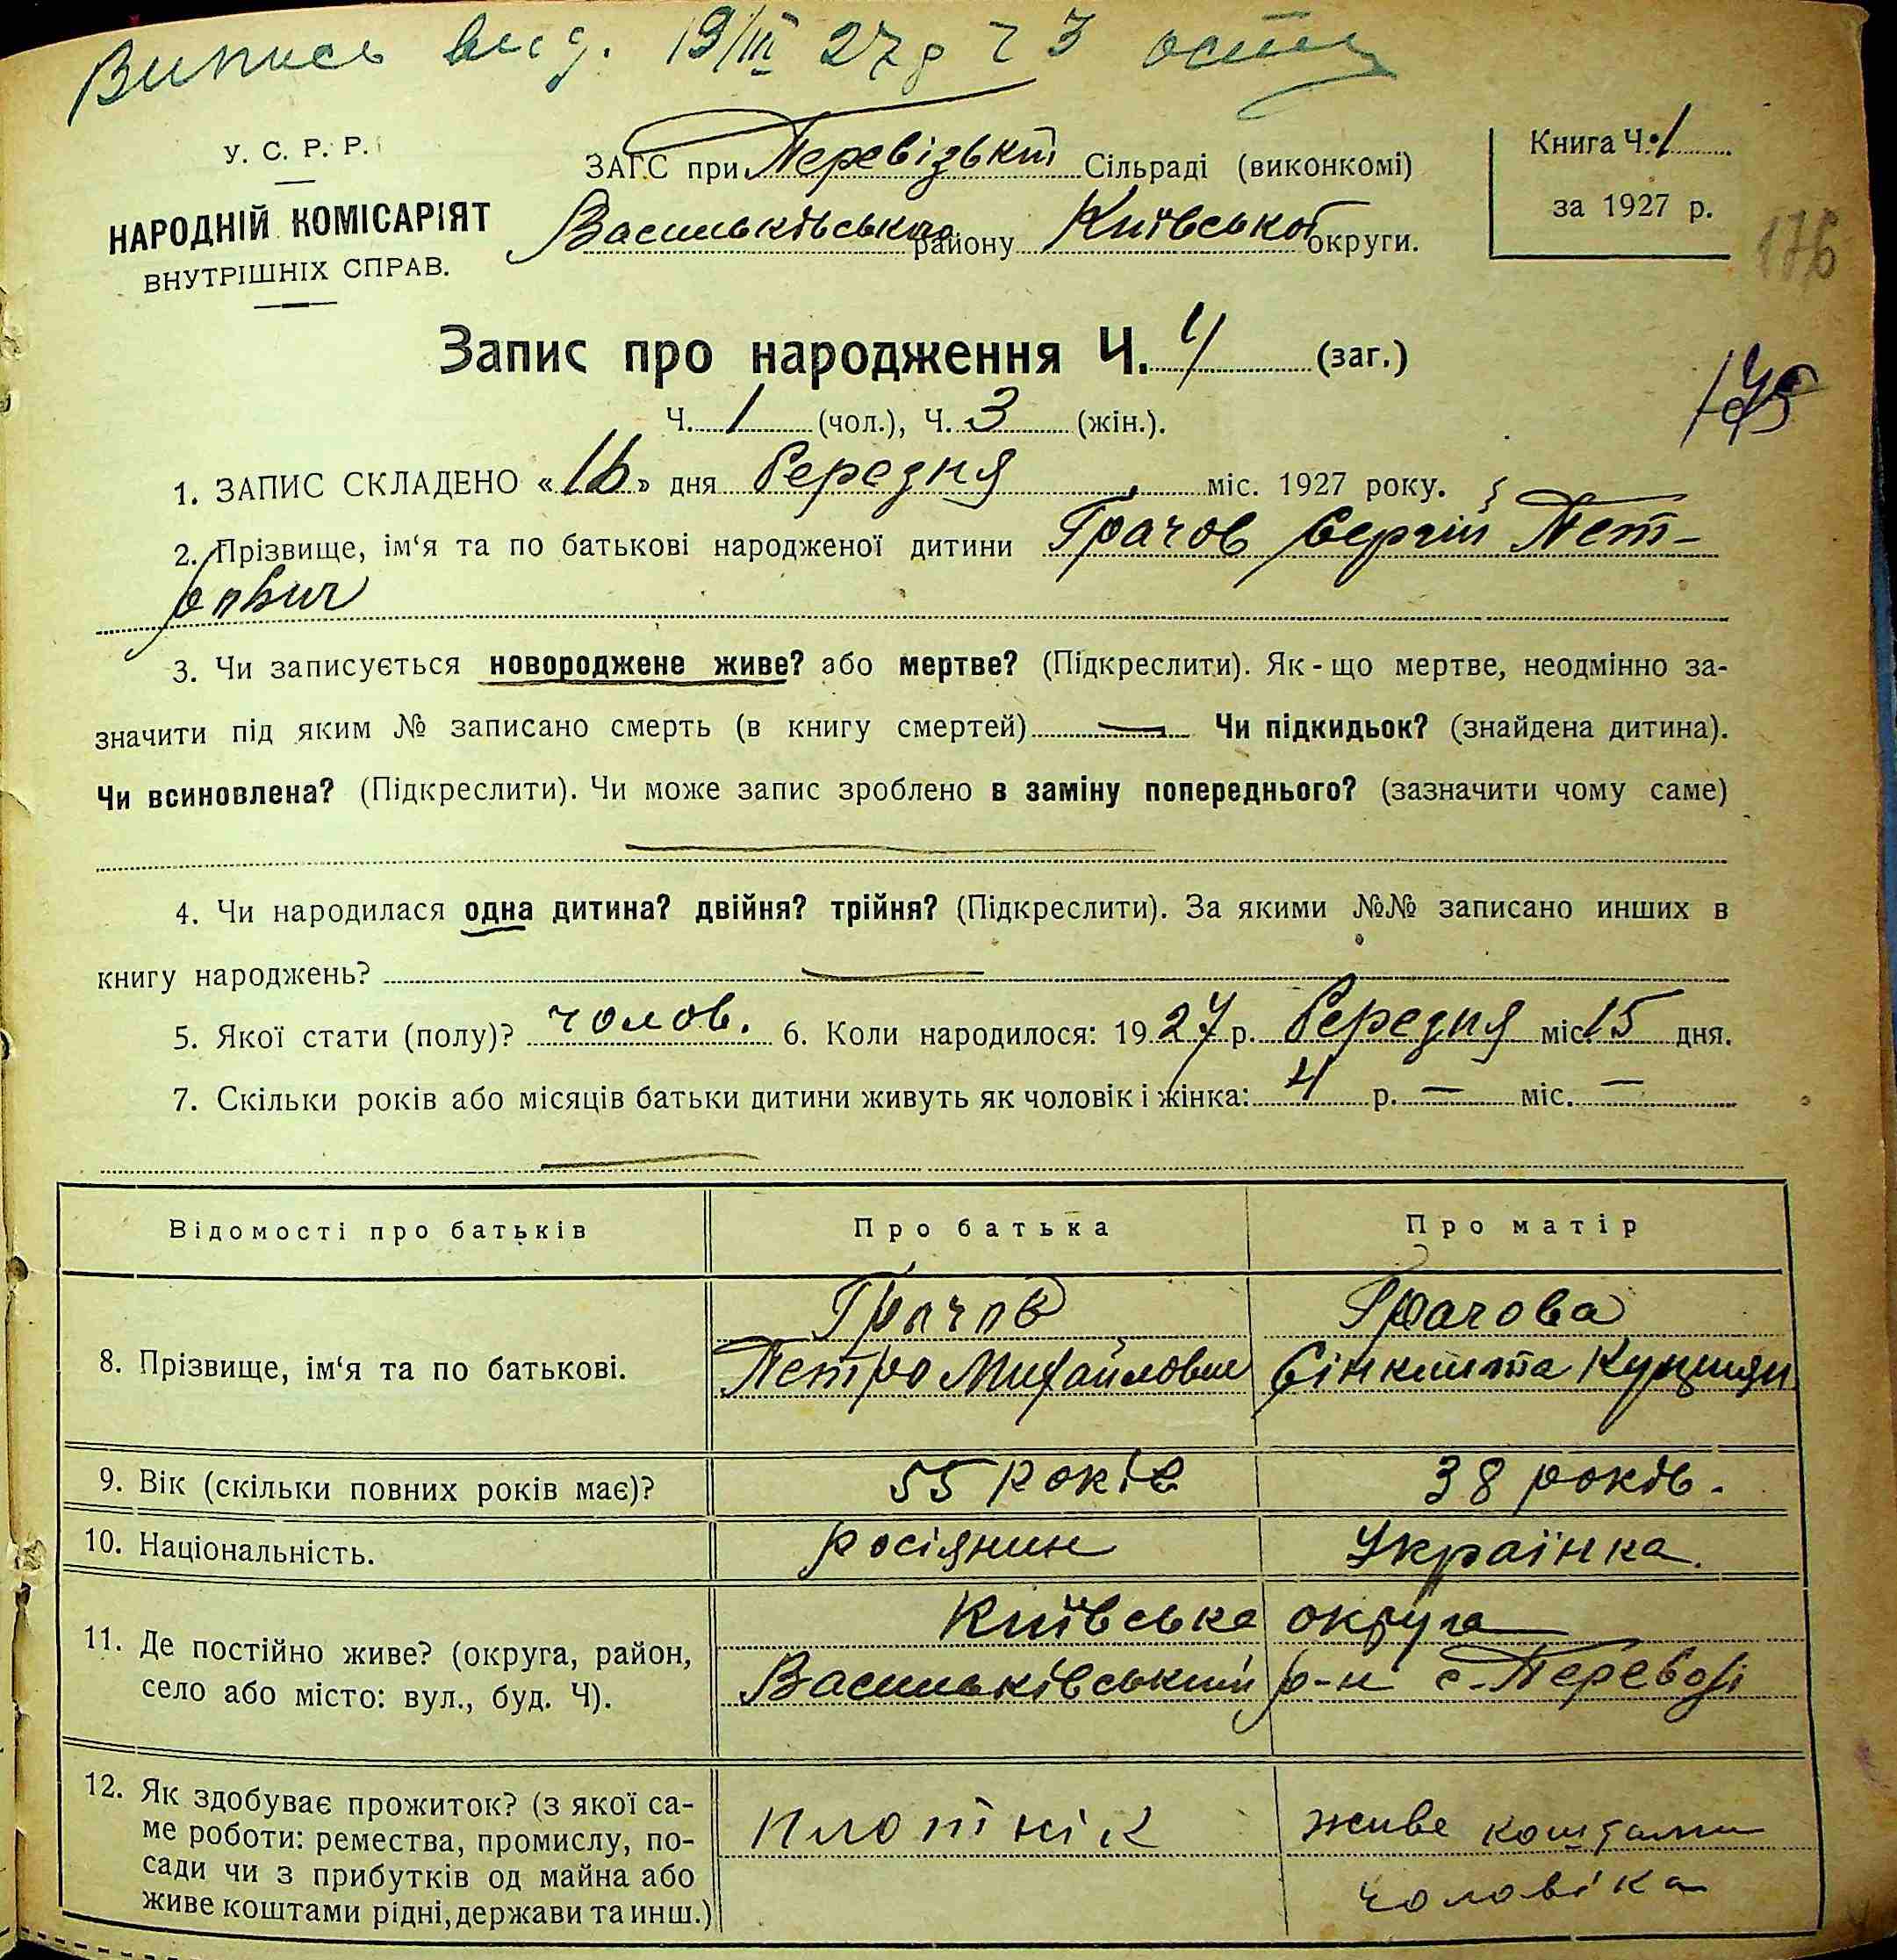 Випись вид. 19/III 27 р
У. С. Р. Р.
НАРОДНІЙ КОМІСАРІЯТ
ВНУТРІШНІХ СПРАВ.
ЗАГС при Перевізькій Сільраді (виконкомі)
Васильківського району Київської округи.
Книга Ч. 1
за 1927 р.
176
175
Запис про народження Ч. 4 (заг.)
Ч. 1 (чол.), Ч. 3 (жін.).
1. ЗАПИС СКЛАДЕНО «16» дня березня міс. 1927 року.
2. Прізвище, ім‘я та по батькові народженої дитини Грачов Сергій Пет-
рович
3. Чи записується новороджене живе? або мертве? (Підкреслити). Як-що мертве, неодмінно за-
значити під яким № записано смерть (в книгу смертей) — Чи підкидьок? (знайдена дитина).
Чи всиновлена? (Підкреслити). Чи може запис зроблено в заміну попереднього? (зазначити чому саме)
4. Чи народилася одна дитина? двійня? трійня? (Підкреслити). За якими №№ записано инших в
книгу народжень? —
5. Якої стати (полу)? чолов. 6. Коли народилося: 1927 р. березня міс. 15 дня.
7. Скільки років або місяців батьки дитини живуть як чоловік і жінка: 4 р. — міс. —
Відомості про батьків Про батька Про матір
8. Прізвище, ім‘я та по батькові.
Грачов
Петро Михайлович
Грачова
9. Вік (скільки повних років має)? 55 років 38 років.
10. Національність. росіянин Українка.
11. Де постійно живе? (округа, район,
село або місто: вул., буд. Ч).
Київська округа
Васильківський р-н с. Перевозі
12. Як здобуває прожиток? (з якої са-
ме роботи: ремества, промислу, по-
сади чи з прибутків од майна або
живе коштами рідні, держави та инш.)
плотнік
живе коштами
чоловіка